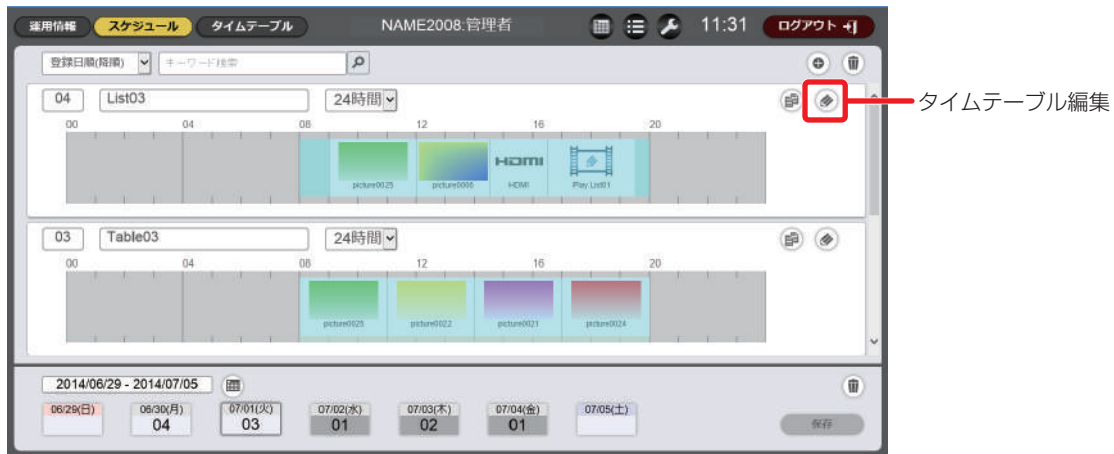 運用情報 スケジュール タイムテーブル NAME2008:管理者 11:31 ログアウト
登録日順(降順) キーワード検索
04 List03 24時間
タイムテーブル編集
00 04 08 12 16 20
HDMI
picture0025 picture0006 HDMI Play List01
03 Table03 24時間
00 04 08 12 16 20
picture0025 picture0022 picture0021 picture0024
2014/06/29 - 2014/07/05
06/29(日) 06/30(月) 07/01(火) 07/02(水) 07/03(木) 07/04(金) 07/05(土)
04 03 01 02 01
保存